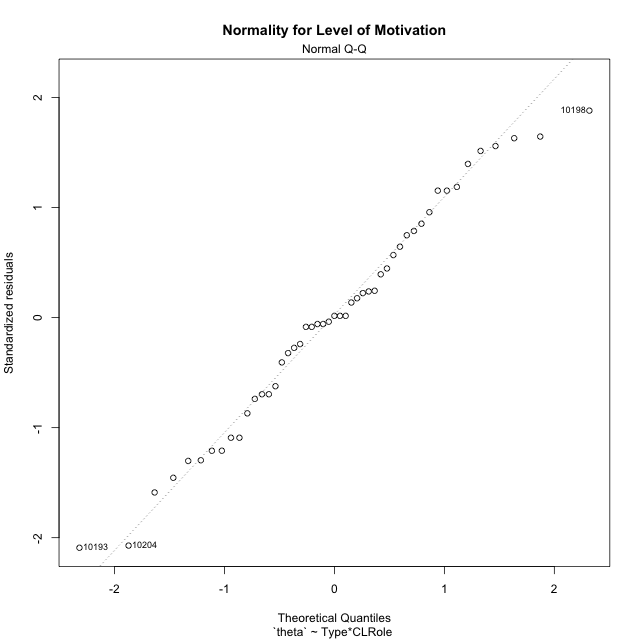 Normality for Level of Motivation
Normal Q-Q
2
1
0
-1
-2
Standardized residuals
10198
10193
10204
-2 -1 0 1 2
Theoretical Quantiles
`theta` ~ Type*CLRole